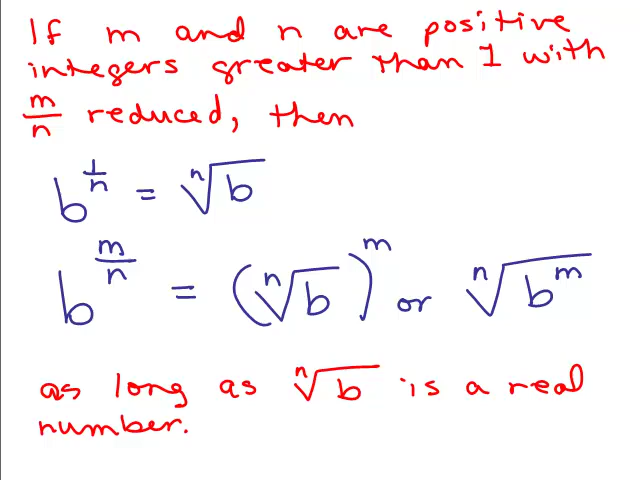 If m and n are positive
integers greater than 1 with
m/n reduced, then
b^(1/n) = ⁿ√b
b^(m/n) = (ⁿ√b)^m or ⁿ√(b^m)
as long as ⁿ√b is a real
number.